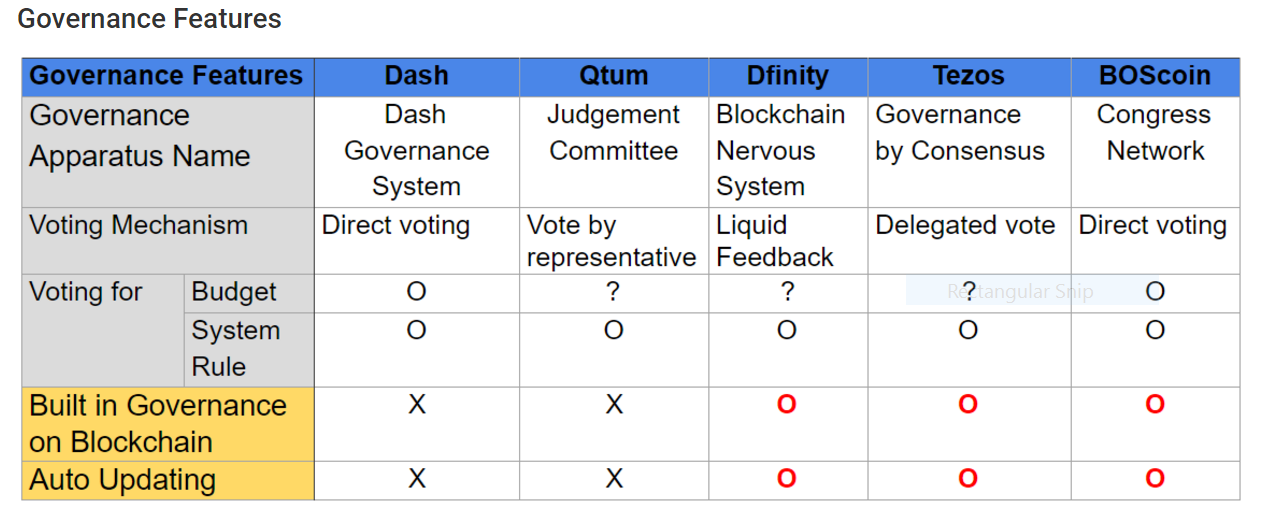 Governance Features
Governance Features Dash Qtum Dfinity Tezos BOScoin
Governance Apparatus Name Dash Governance System Judgement Committee Blockchain Nervous System Governance by Consensus Congress Network
Voting Mechanism Direct voting Vote by representative Liquid Feedback Delegated vote Direct voting
Voting for Budget O ? ? ? O
Rectangular Snip
System Rule O O O O O
Built in Governance on Blockchain X X O O O
Auto Updating X X O O O